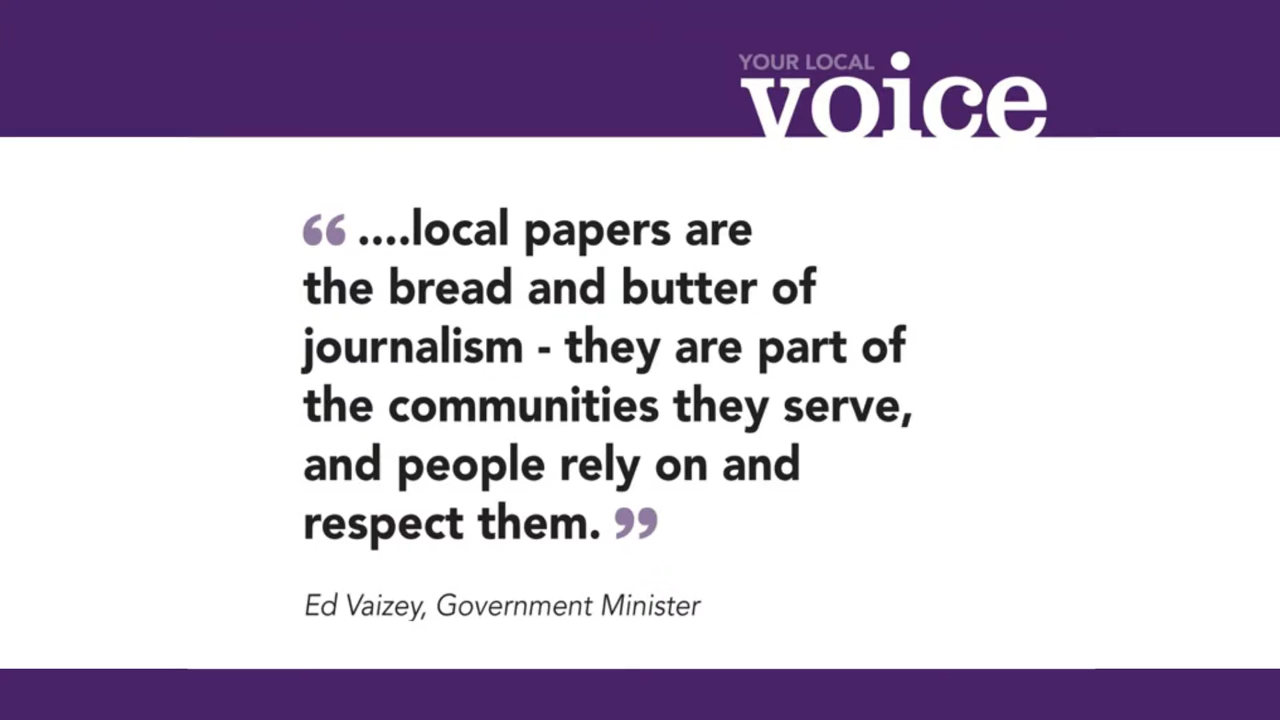 YOUR LOCAL
voice
“ ....local papers are
the bread and butter of
journalism - they are part of
the communities they serve,
and people rely on and
respect them. ”
Ed Vaizey, Government Minister